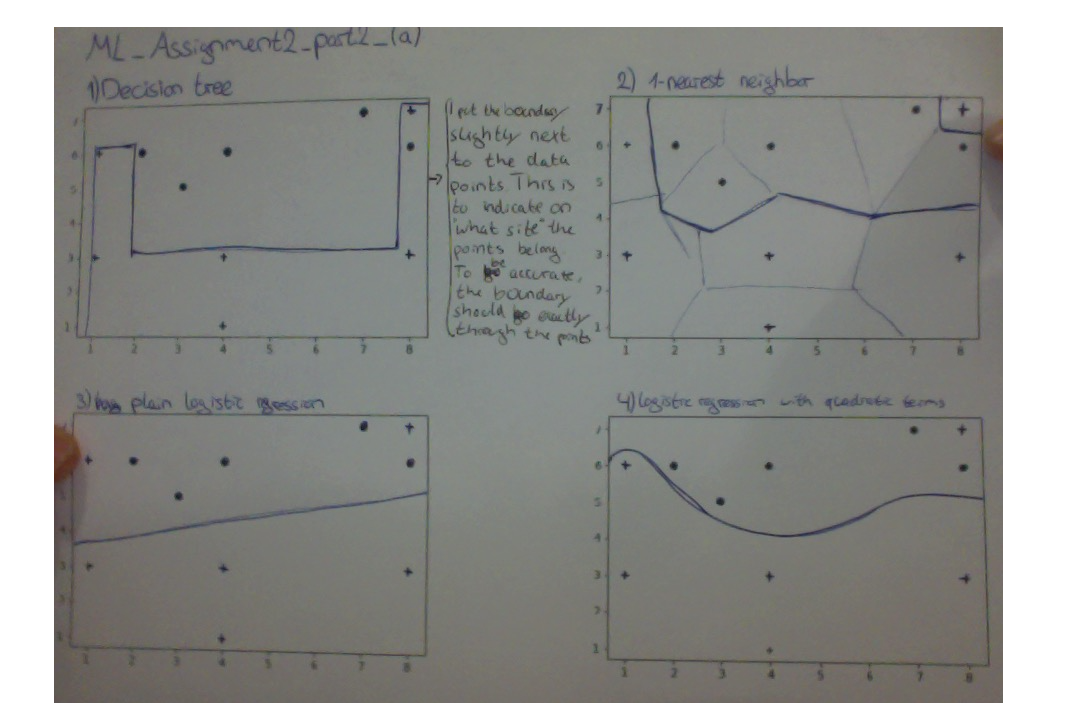 ML_Assignment2_part2_(a)
1) Decision tree
7
6
5
4
3
2
1
1 2 3 4 5 6 7 8
I put the boundary
slightly next
to the data
points. This is
to indicate on
"what site" the
points belong.
To be accurate,
the boundary
should go exactly
through the points
2) 1-nearest neighbor
7
6
5
4
3
2
1
1 2 3 4 5 6 7 8
3) plain logistic regression
5
4
3
2
1
1 2 3 4 5 6 7 8
4) logistic regression with quadratic terms
7
6
5
4
3
2
1
1 2 3 4 5 6 7 8